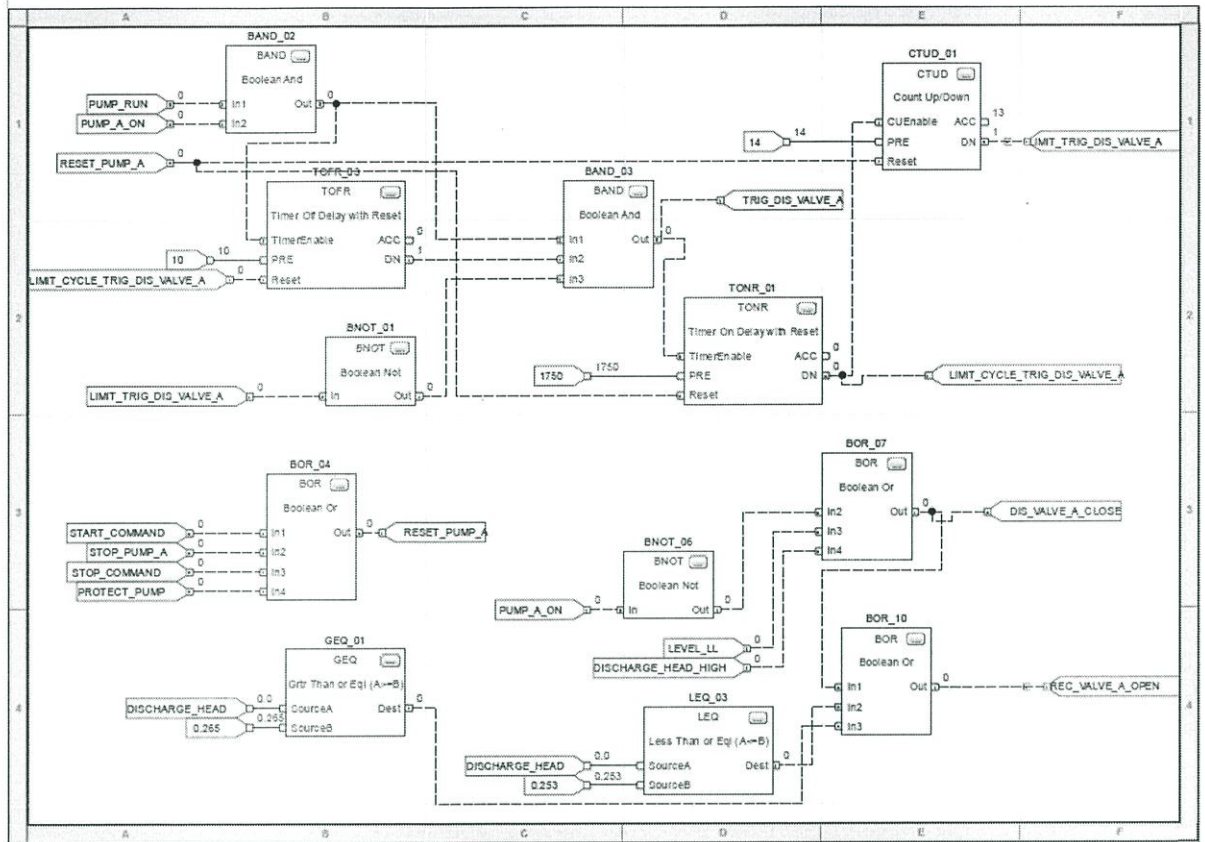 A B C D E F
BAND_02
BAND ...
Boolean And
PUMP_RUN 0 In1 Out 0
PUMP_A_ON 0 In2
1
RESET_PUMP_A 0
CTUD_01
CTUD ...
Count Up/Down
CUEnable ACC 13
14 14 PRE DN 1 IMIT_TRIG_DIS_VALVE_A
Reset
1
TOFR_03
TOFR ...
Timer Off Delay with Reset
TimerEnable ACC 0
10 10 PRE DN 1
LIMIT_CYCLE_TRIG_DIS_VALVE_A 0 Reset
BAND_03
BAND ...
Boolean And
In1 Out 0 TRIG_DIS_VALVE_A
In2
In3
2
BNOT_01
BNOT ...
Boolean Not
LIMIT_TRIG_DIS_VALVE_A 0 In Out 0
TONR_01
TONR ...
Timer On Delay with Reset
TimerEnable ACC 0
1750 1750 PRE DN 0 LIMIT_CYCLE_TRIG_DIS_VALVE_A
Reset
2
BOR_04
BOR ...
Boolean Or
START_COMMAND 0 In1 Out 0 RESET_PUMP_A
STOP_PUMP_A 0 In2
STOP_COMMAND 0 In3
PROTECT_PUMP 0 In4
3
BOR_07
BOR ...
Boolean Or
In2 Out 0 DIS_VALVE_A_CLOSE
In3
In4
3
BNOT_06
BNOT ...
Boolean Not
PUMP_A_ON 0 In Out 0
LEVEL_LL 0
DISCHARGE_HEAD_HIGH 0
GEQ_01
GEQ ...
Grtr Than or Eql (A>=B)
DISCHARGE_HEAD 0.0 SourceA Dest 0
0.265 0.265 SourceB
4
LEQ_03
LEQ ...
Less Than or Eql (A<=B)
DISCHARGE_HEAD 0.0 SourceA Dest 0
0.253 0.253 SourceB
BOR_10
BOR ...
Boolean Or
In1 Out 0 REC_VALVE_A_OPEN
In2
In3
4
A B C D E F